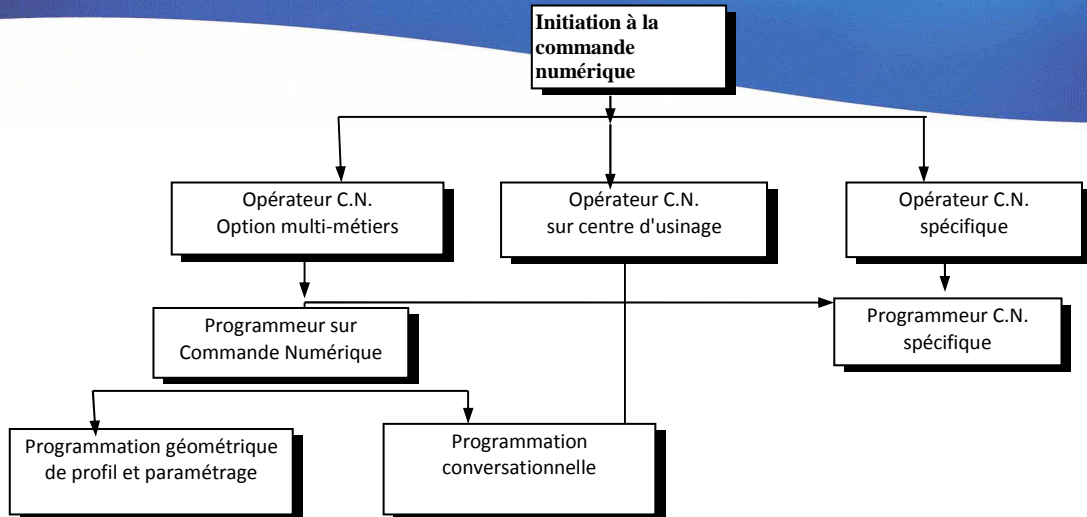 Initiation à la
commande
numérique
Opérateur C.N.
Option multi-métiers
Opérateur C.N.
sur centre d'usinage
Opérateur C.N.
spécifique
Programmeur sur
Commande Numérique
Programmeur C.N.
spécifique
Programmation géométrique
de profil et paramétrage
Programmation
conversationnelle